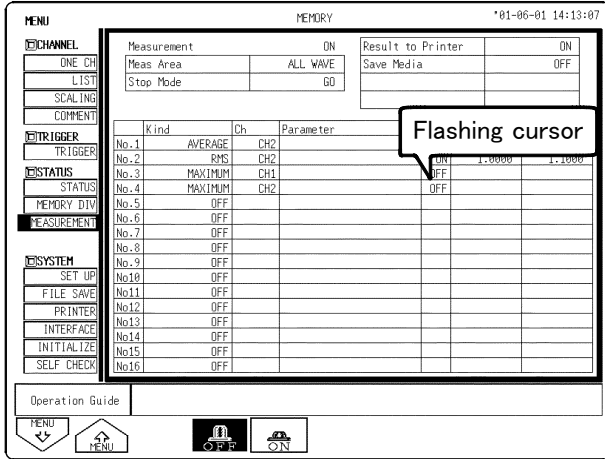 MENU MEMORY '01-06-01 14:13:07
CHANNEL
ONE CH
LIST
SCALING
COMMENT
TRIGGER
TRIGGER
STATUS
STATUS
MEMORY DIV
MEASUREMENT
SYSTEM
SET UP
FILE SAVE
PRINTER
INTERFACE
INITIALIZE
SELF CHECK
Measurement ON Result to Printer ON
Meas Area ALL WAVE Save Media OFF
Stop Mode GO
Flashing cursor
Kind Ch Parameter
No.1 AVERAGE CH2
No.2 RMS CH2 ON 1.0000 1.1000
No.3 MAXIMUM CH1 OFF
No.4 MAXIMUM CH2 OFF
No.5 OFF
No.6 OFF
No.7 OFF
No.8 OFF
No.9 OFF
No10 OFF
No11 OFF
No12 OFF
No13 OFF
No14 OFF
No15 OFF
No16 OFF
Operation Guide
MENU MENU OFF ON